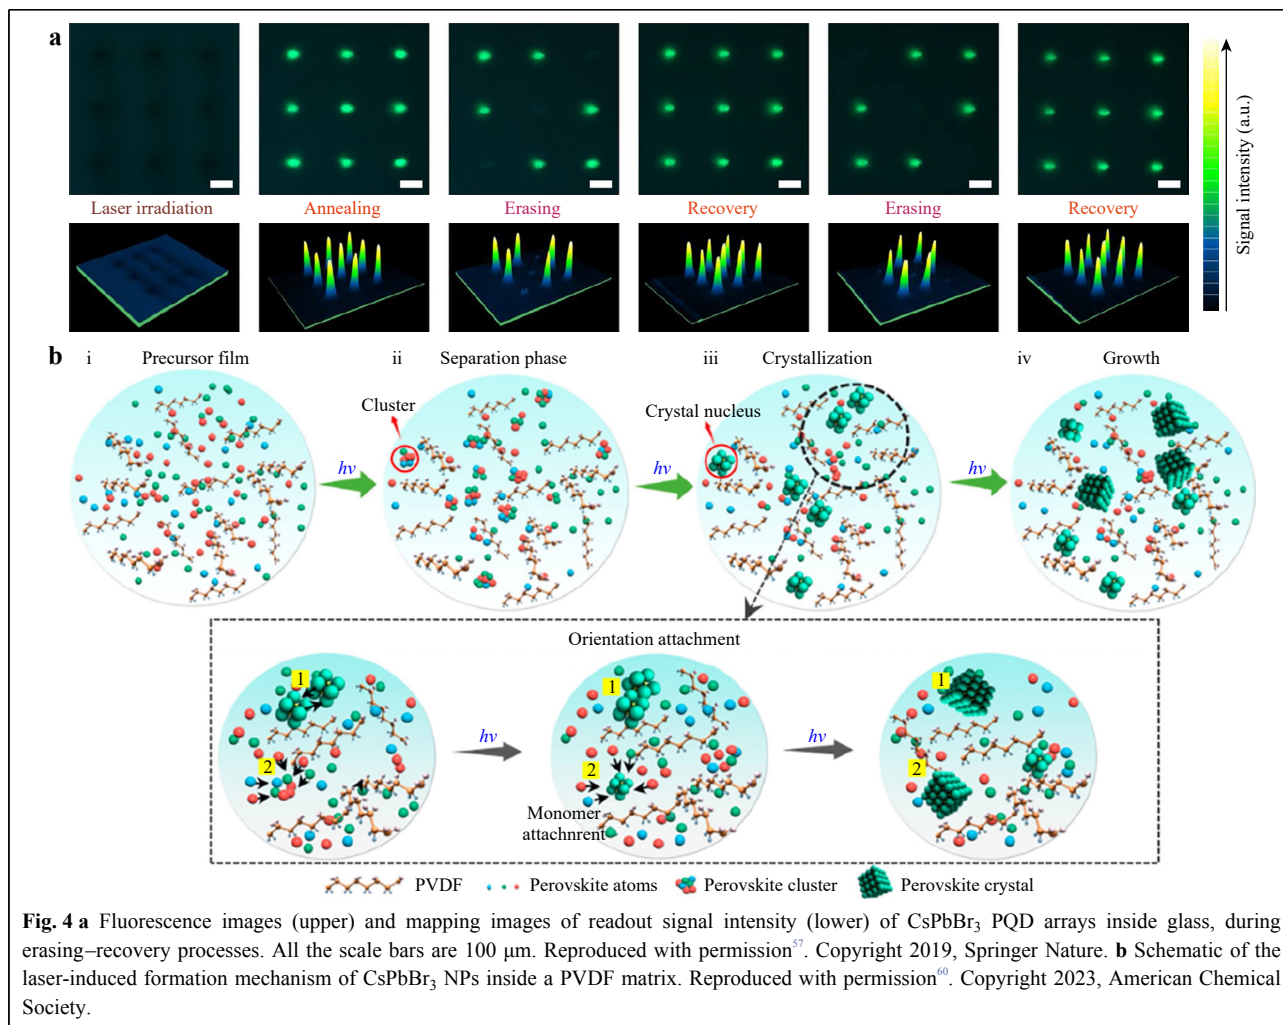 a
Laser irradiation
Annealing
Erasing
Recovery
Erasing
Recovery
Signal intensity (a.u.)
b
i Precursor film
ii Separation phase
iii Crystallization
iv Growth
Cluster
Crystal nucleus
hv
hv
hv
Orientation attachment
1
1
1
hv
hv
2
2
2
Monomer
attachnrent
PVDF
Perovskite atoms
Perovskite cluster
Perovskite crystal
Fig. 4 a Fluorescence images (upper) and mapping images of readout signal intensity (lower) of CsPbBr₃ PQD arrays inside glass, during
erasing–recovery processes. All the scale bars are 100 μm. Reproduced with permission⁵⁷. Copyright 2019, Springer Nature. b Schematic of the
laser-induced formation mechanism of CsPbBr₃ NPs inside a PVDF matrix. Reproduced with permission⁶⁰. Copyright 2023, American Chemical
Society.